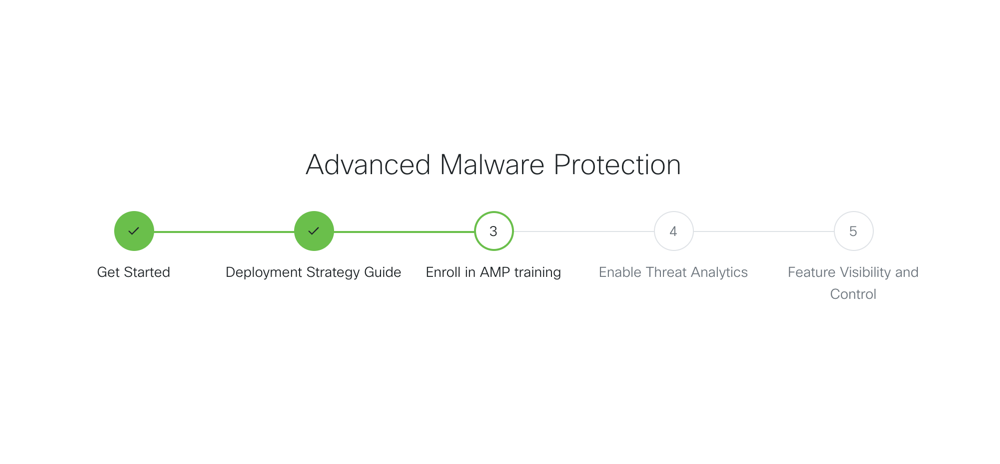 Advanced Malware Protection
3
4
5
Get Started
Deployment Strategy Guide
Enroll in AMP training
Enable Threat Analytics
Feature Visibility and
Control